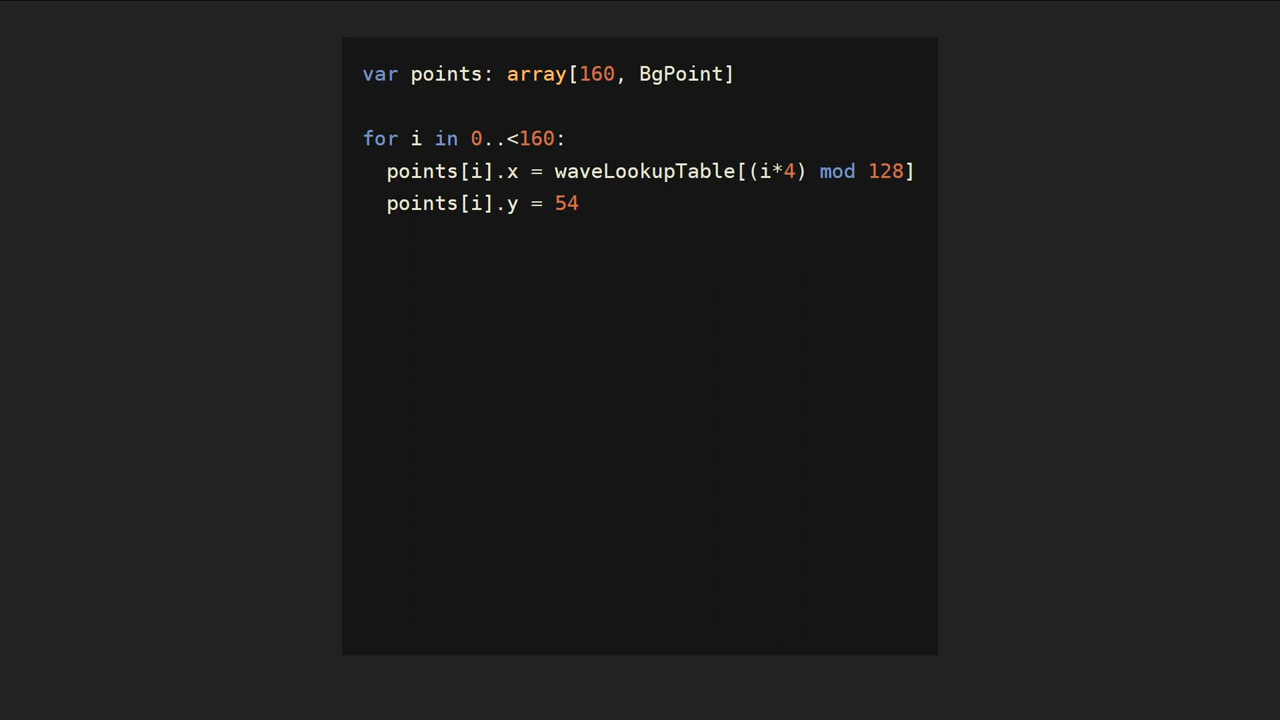 var points: array[160, BgPoint]
for i in 0..<160:
points[i].x = waveLookupTable[(i*4) mod 128]
points[i].y = 54